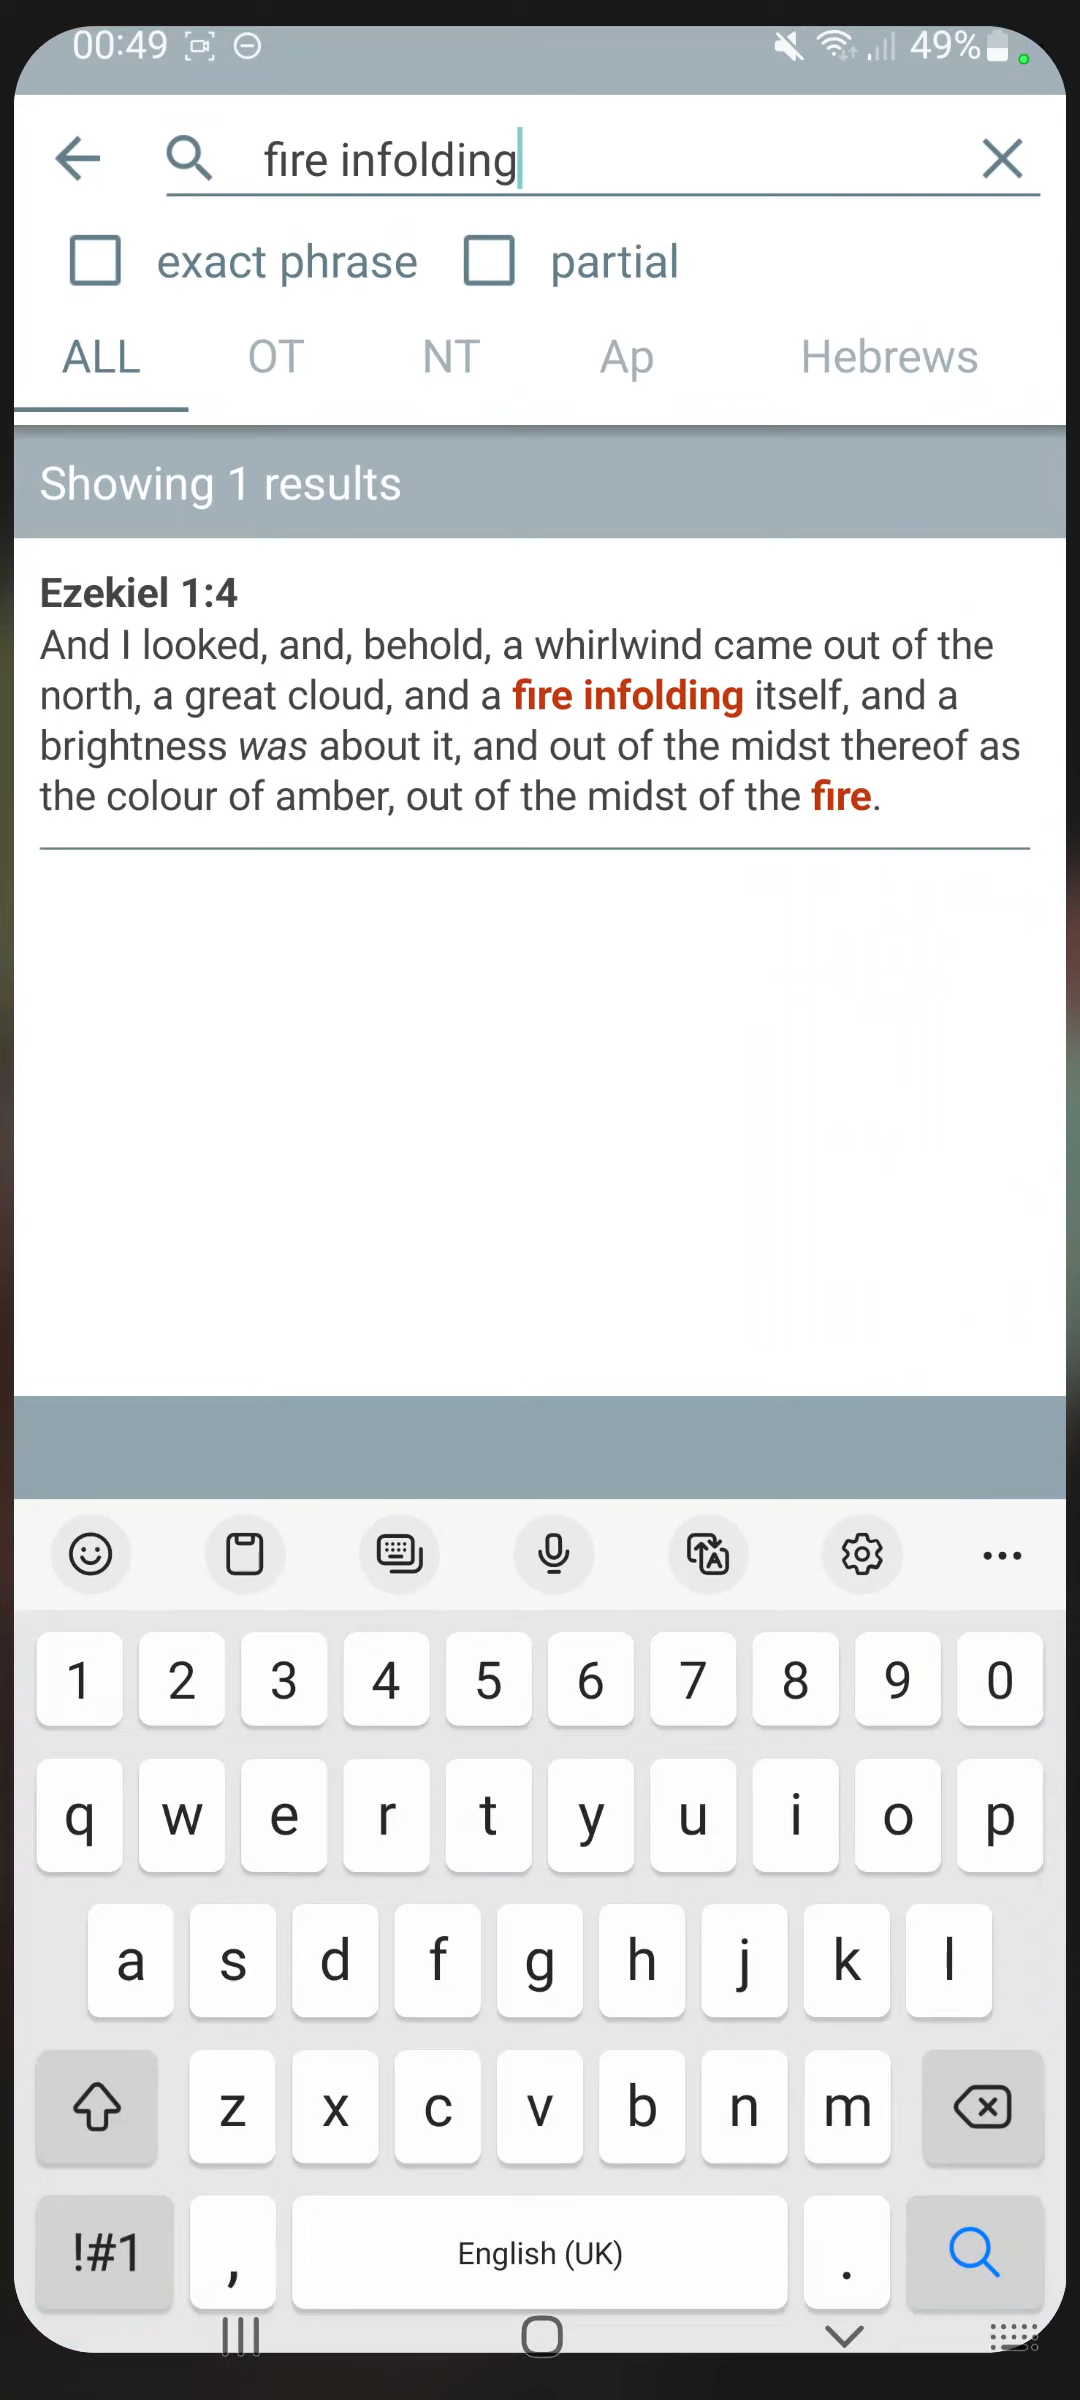 00:49 49%
fire infolding
exact phrase partial
ALL OT NT Ap Hebrews
Showing 1 results
Ezekiel 1:4
And I looked, and, behold, a whirlwind came out of the
north, a great cloud, and a fire infolding itself, and a
brightness was about it, and out of the midst thereof as
the colour of amber, out of the midst of the fire.
1 2 3 4 5 6 7 8 9 0
q w e r t y u i o p
a s d f g h j k l
z x c v b n m
!#1 , English (UK) .